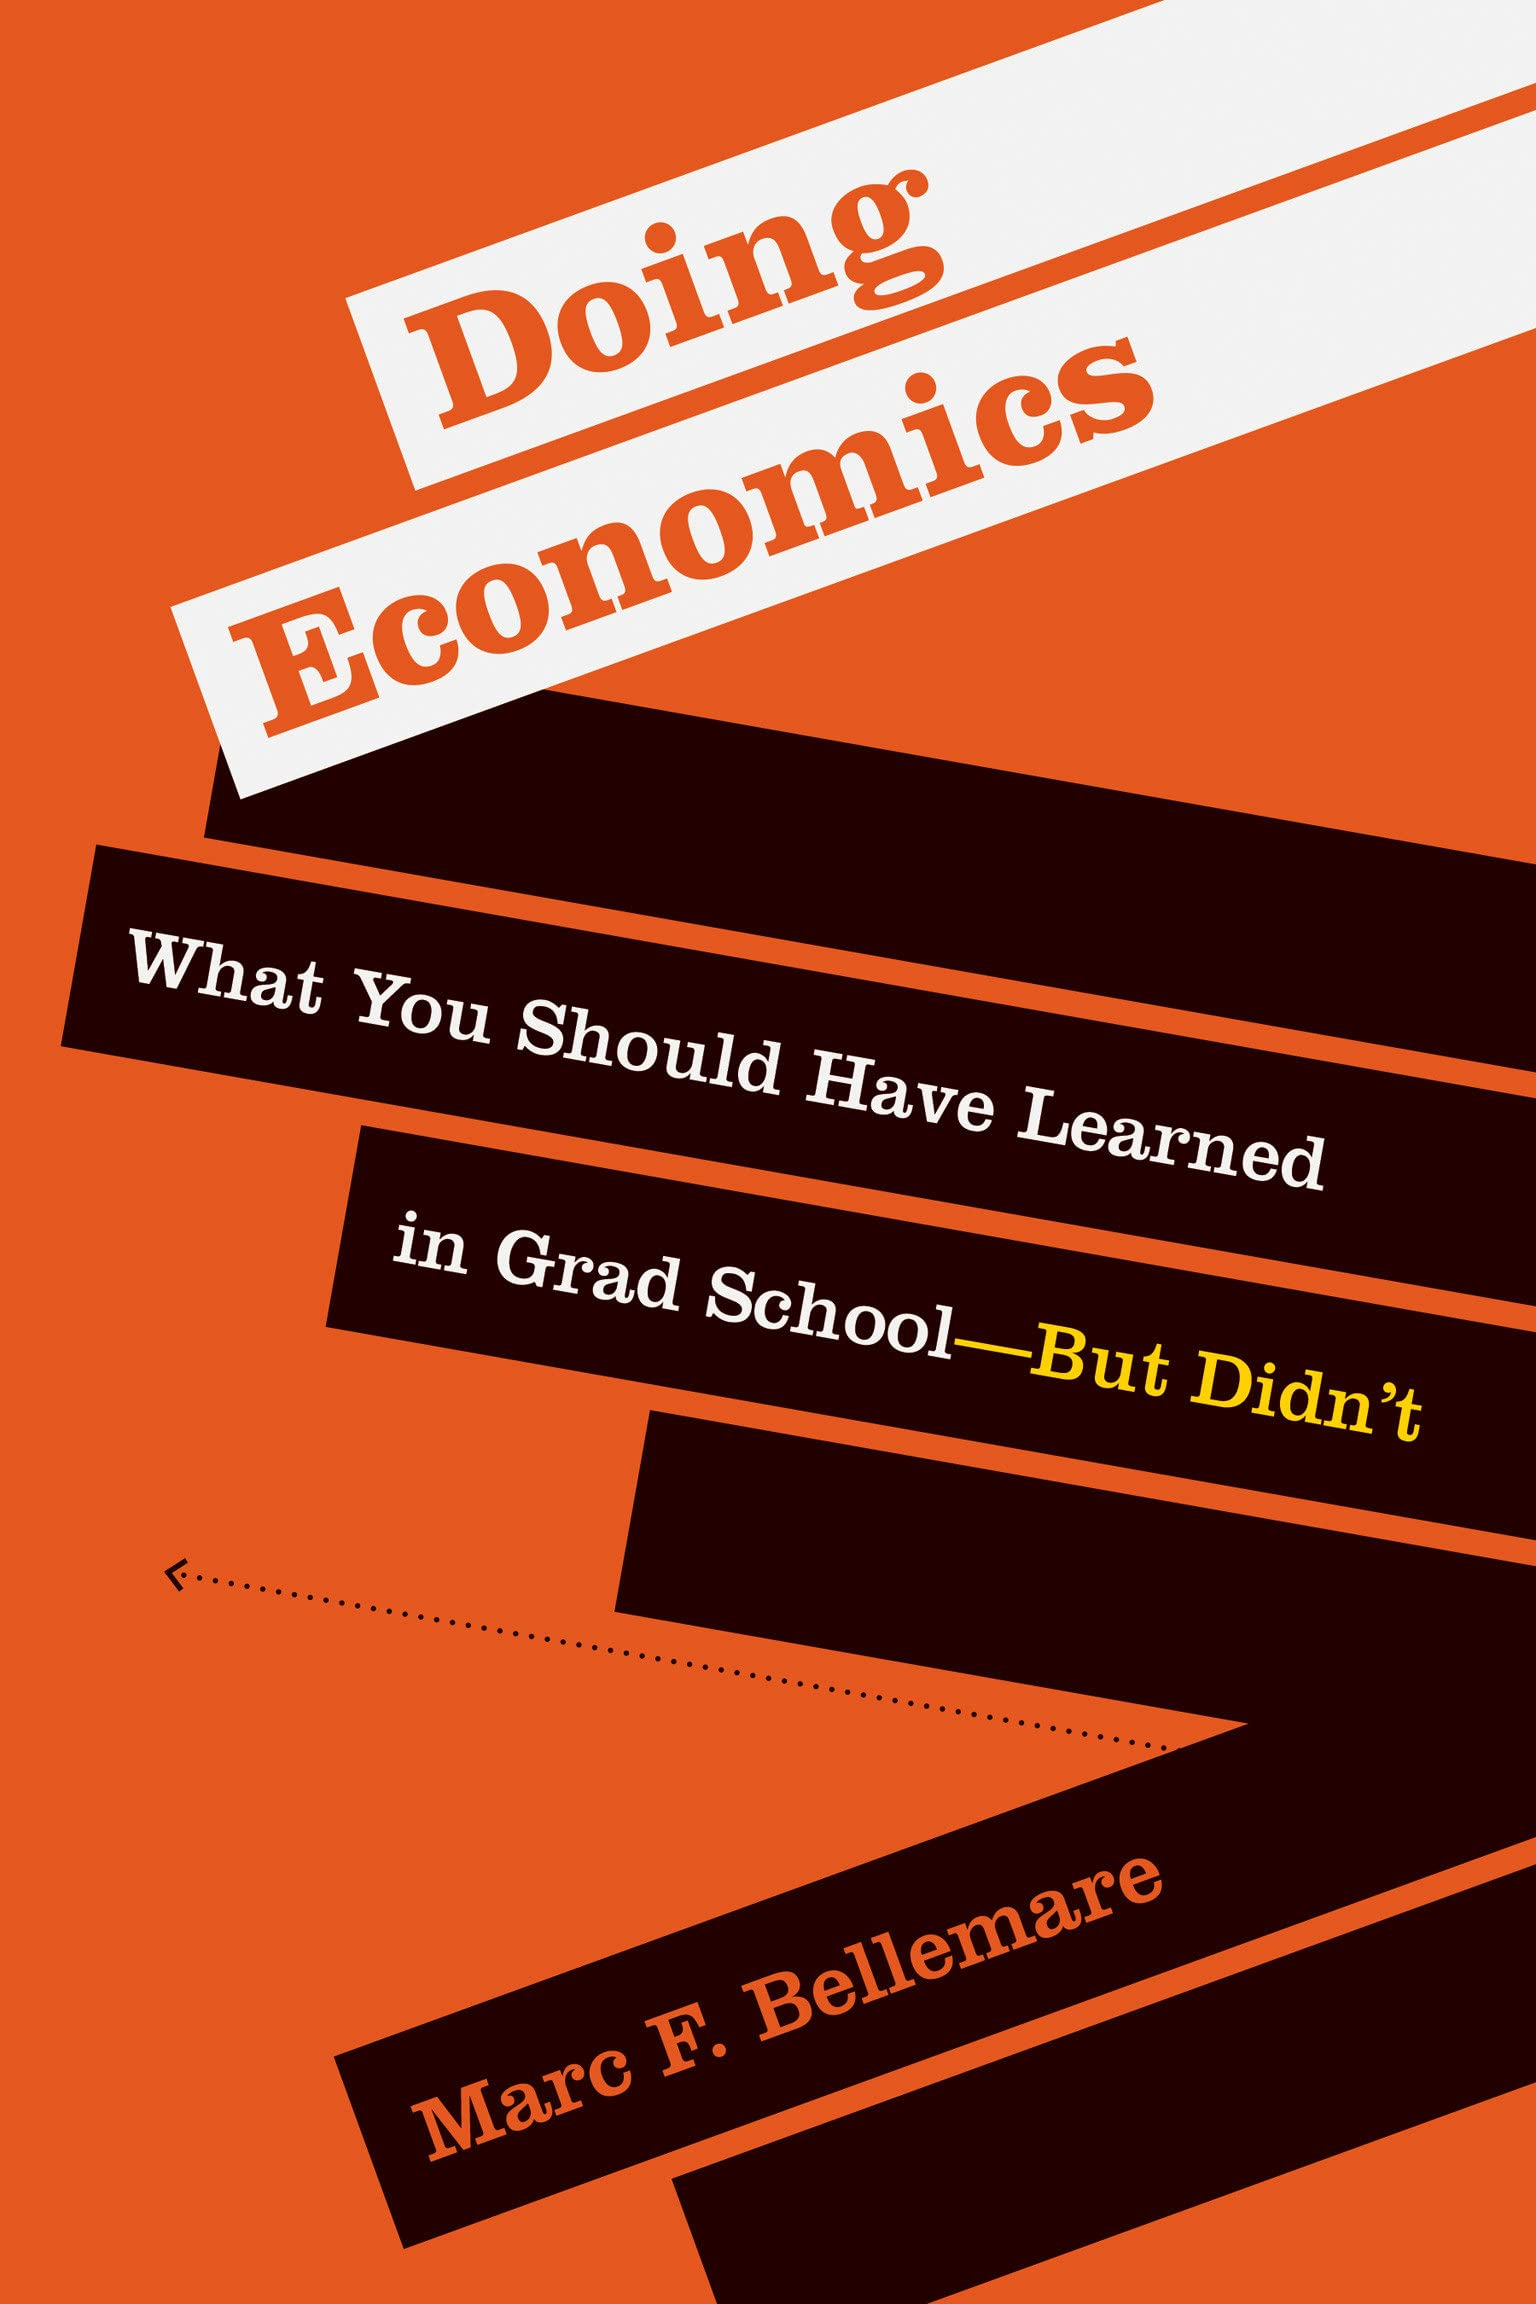 Doing
Economics
What You Should Have Learned
in Grad School—But Didn’t
Marc F. Bellemare